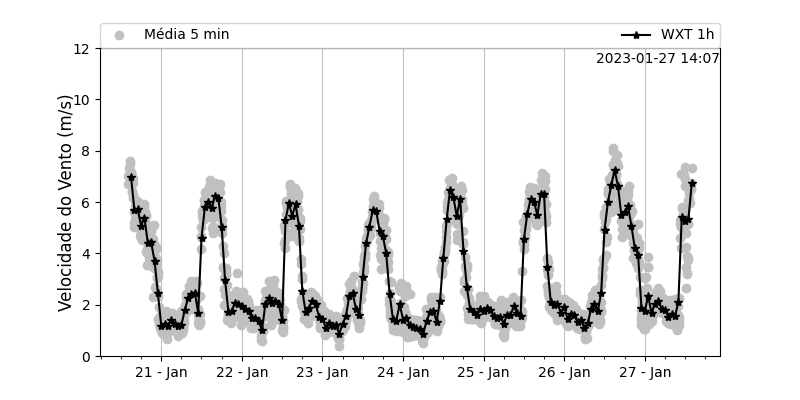 Média 5 min
WXT 1h
2023-01-27 14:07
Velocidade do Vento (m/s)
12
10
8
6
4
2
0
21 - Jan
22 - Jan
23 - Jan
24 - Jan
25 - Jan
26 - Jan
27 - Jan